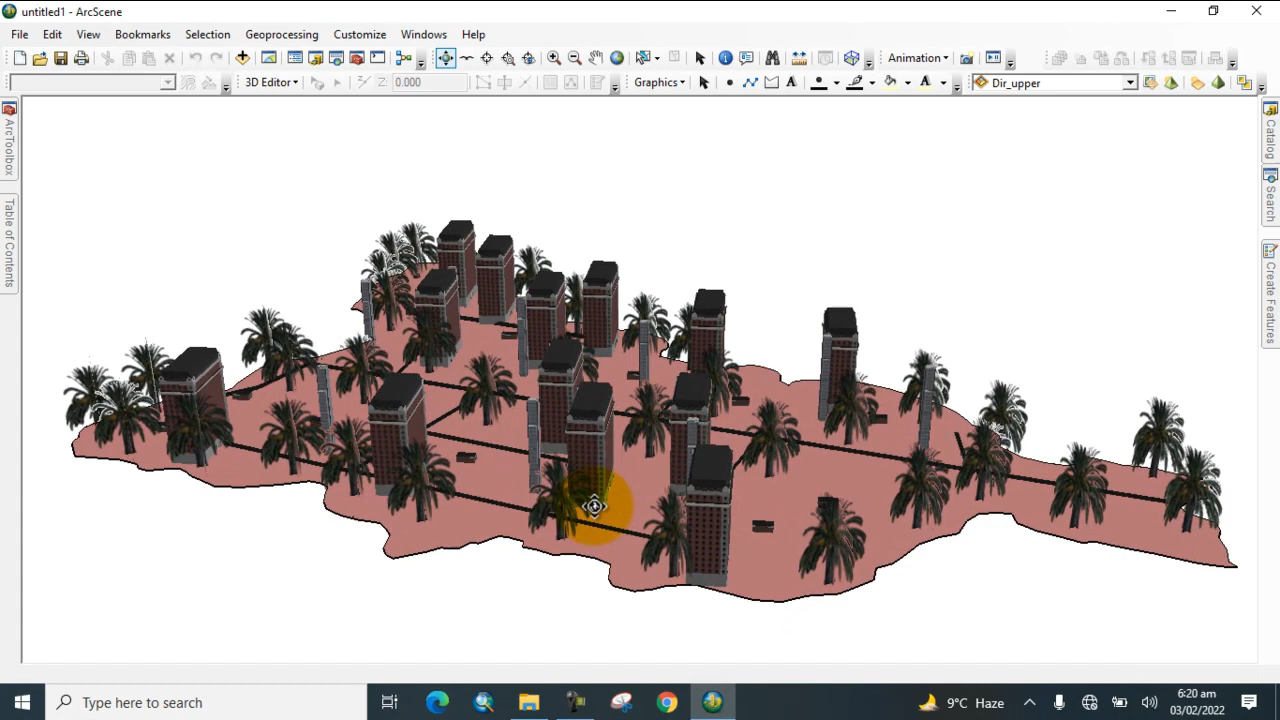 untitled1 - ArcScene
File Edit View Bookmarks Selection Geoprocessing Customize Windows Help
Animation
3D Editor Z: 0.000 Graphics A A Dir_upper
ArcToolbox
Table of Contents
Catalog
Search
Create Features
Type here to search
9°C Haze
6:20 am
03/02/2022